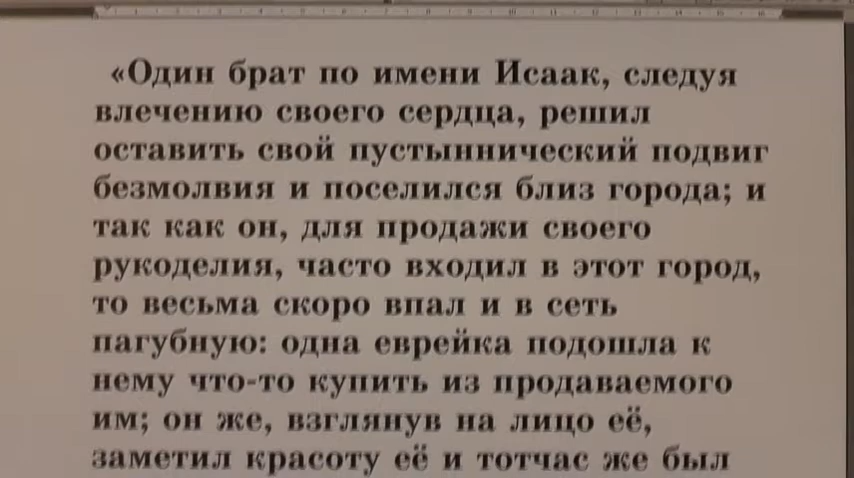 «Один брат по имени Исаак, следуя
влечению своего сердца, решил
оставить свой пустыннический подвиг
безмолвия и поселился близ города; и
так как он, для продажи своего
рукоделия, часто входил в этот город,
то весьма скоро впал и в сеть
пагубную: одна еврейка подошла к
нему что-то купить из продаваемого
им; он же, взглянув на лицо её,
заметил красоту её и тотчас же был